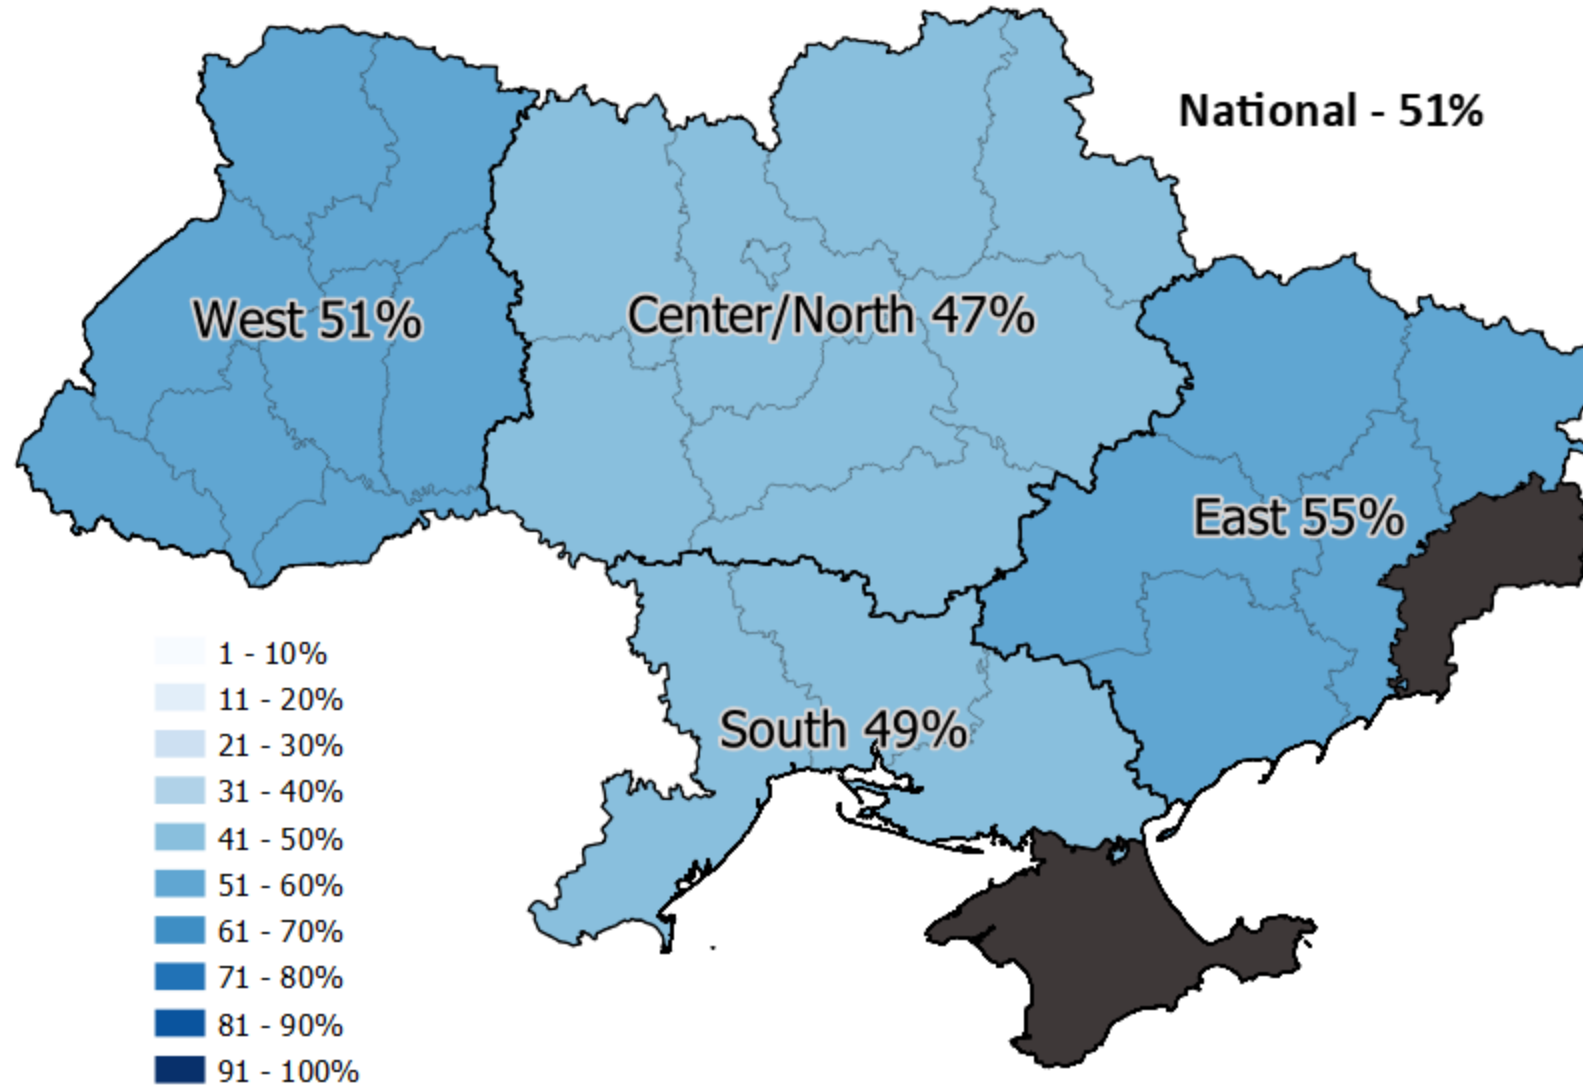 National - 51%
West 51%
Center/North 47%
East 55%
South 49%
1 - 10%
11 - 20%
21 - 30%
31 - 40%
41 - 50%
51 - 60%
61 - 70%
71 - 80%
81 - 90%
91 - 100%